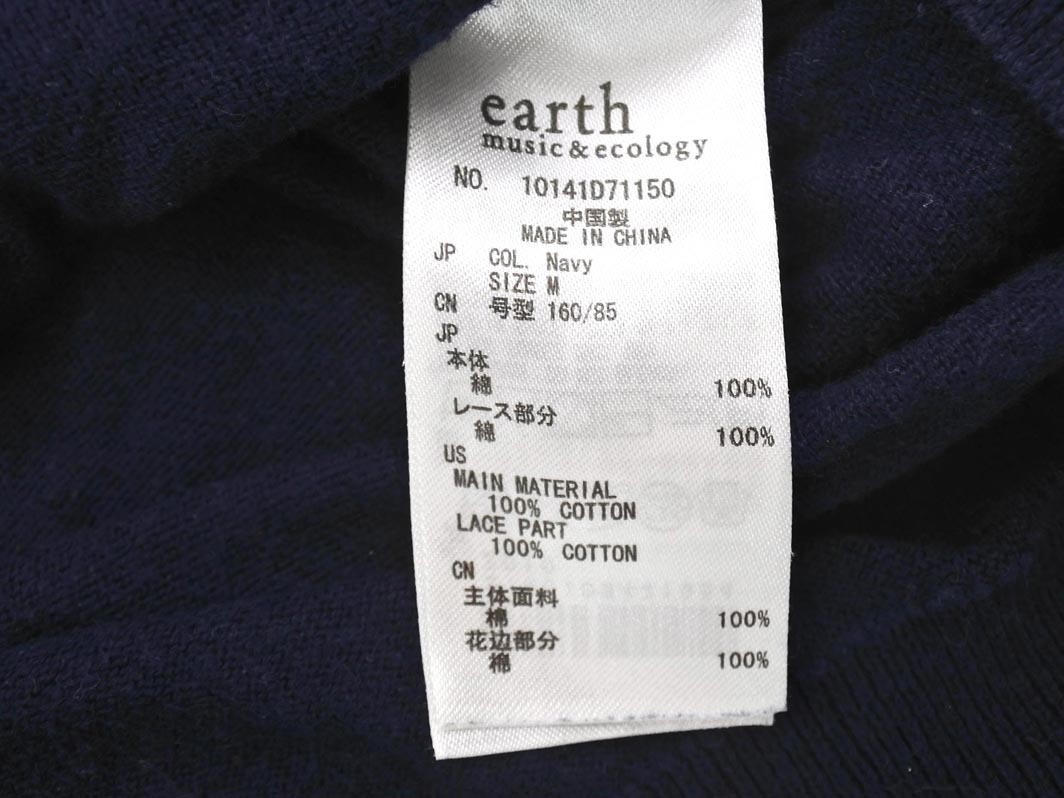 earth
music & ecology
NO. 10141D71150
中国製
MADE IN CHINA
JP COL. Navy
SIZE M
CN 号型 160/85
JP
本体
綿 100%
レース部分
綿 100%
US
MAIN MATERIAL
100% COTTON
LACE PART
100% COTTON
CN
主体面料
棉 100%
花边部分
棉 100%